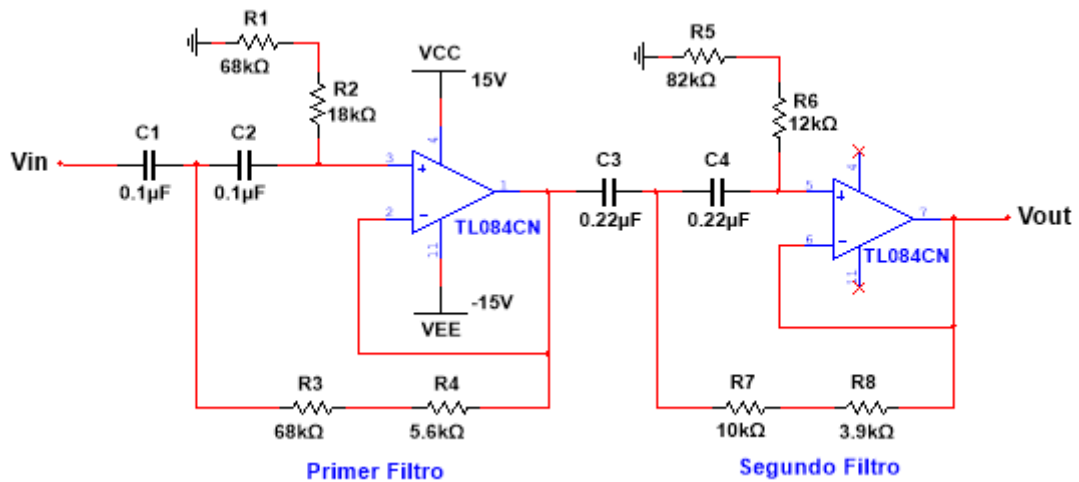 R1
68kΩ
R2
18kΩ
VCC
15V
R5
82kΩ
R6
12kΩ
Vin
C1
0.1µF
C2
0.1µF
3
2
4
11
1
TL084CN
C3
0.22µF
C4
0.22µF
5
6
4
11
7
TL084CN
Vout
-15V
VEE
R3
68kΩ
R4
5.6kΩ
R7
10kΩ
R8
3.9kΩ
Primer Filtro
Segundo Filtro